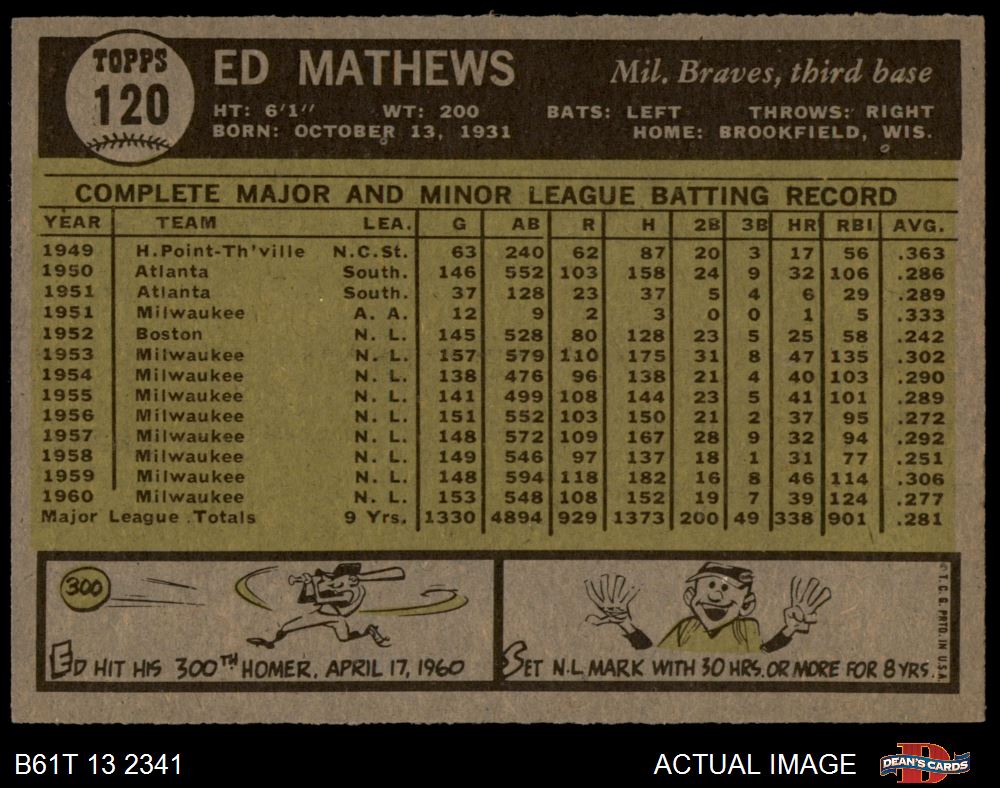 TOPPS
120
ED MATHEWS
Mil. Braves, third base
HT: 6'1" WT: 200 BATS: LEFT THROWS: RIGHT
BORN: OCTOBER 13, 1931 HOME: BROOKFIELD, WIS.
COMPLETE MAJOR AND MINOR LEAGUE BATTING RECORD
YEAR TEAM LEA. G AB R H 2B 3B HR RBI AVG.
1949 H.Point-Th'ville N.C.St. 63 240 62 87 20 3 17 56 .363
1950 Atlanta South. 146 552 103 158 24 9 32 106 .286
1951 Atlanta South. 37 128 23 37 5 4 6 29 .289
1951 Milwaukee A. A. 12 9 2 3 0 0 1 5 .333
1952 Boston N. L. 145 528 80 128 23 5 25 58 .242
1953 Milwaukee N. L. 157 579 110 175 31 8 47 135 .302
1954 Milwaukee N. L. 138 476 96 138 21 4 40 103 .290
1955 Milwaukee N. L. 141 499 108 144 23 5 41 101 .289
1956 Milwaukee N. L. 151 552 103 150 21 2 37 95 .272
1957 Milwaukee N. L. 148 572 109 167 28 9 32 94 .292
1958 Milwaukee N. L. 149 546 97 137 18 1 31 77 .251
1959 Milwaukee N. L. 148 594 118 182 16 8 46 114 .306
1960 Milwaukee N. L. 153 548 108 152 19 7 39 124 .277
Major League Totals 9 Yrs. 1330 4894 929 1373 200 49 338 901 .281
300
ED HIT HIS 300TH HOMER, APRIL 17, 1960
SET N.L. MARK WITH 30 HRS. OR MORE FOR 8 YRS.
© T.C.G. PRTD. IN U.S.A.
B61T 13 2341
ACTUAL IMAGE
D
DEAN'S CARDS